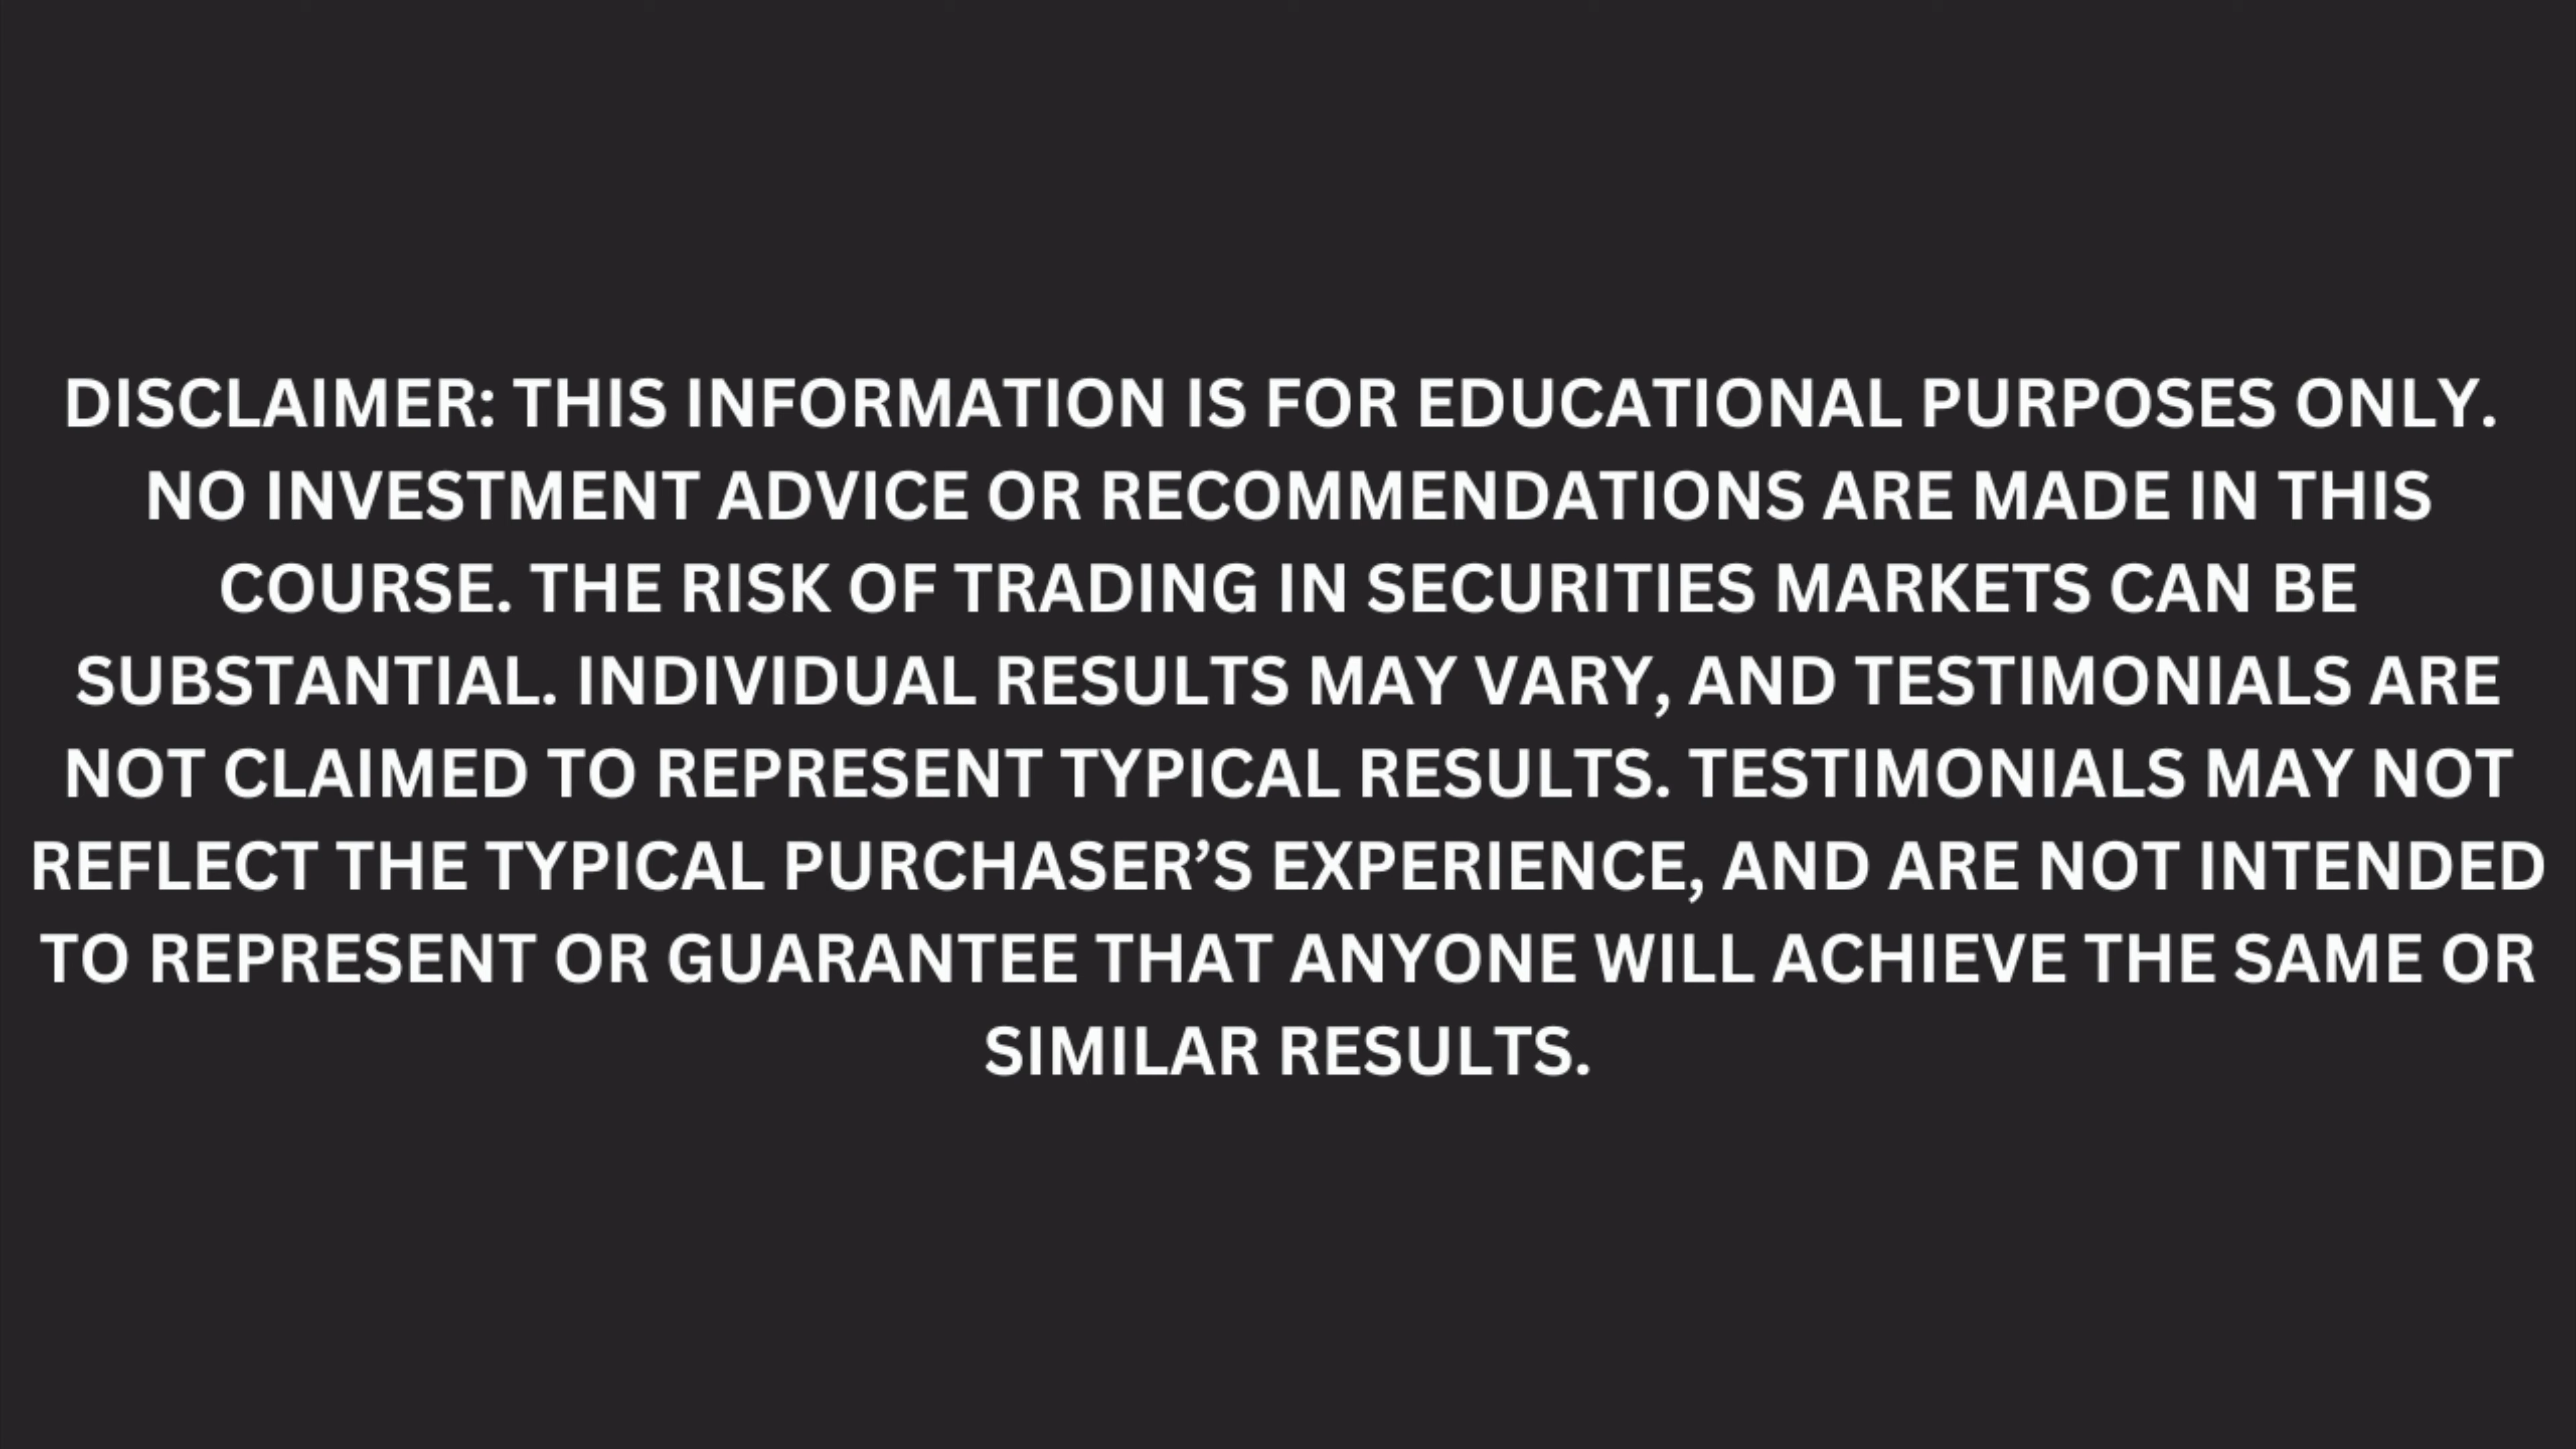 DISCLAIMER: THIS INFORMATION IS FOR EDUCATIONAL PURPOSES ONLY.
NO INVESTMENT ADVICE OR RECOMMENDATIONS ARE MADE IN THIS
COURSE. THE RISK OF TRADING IN SECURITIES MARKETS CAN BE
SUBSTANTIAL. INDIVIDUAL RESULTS MAY VARY, AND TESTIMONIALS ARE
NOT CLAIMED TO REPRESENT TYPICAL RESULTS. TESTIMONIALS MAY NOT
REFLECT THE TYPICAL PURCHASER’S EXPERIENCE, AND ARE NOT INTENDED
TO REPRESENT OR GUARANTEE THAT ANYONE WILL ACHIEVE THE SAME OR
SIMILAR RESULTS.